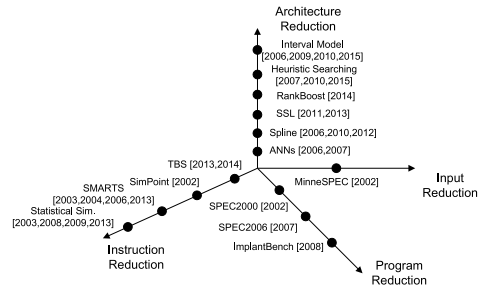 Architecture
Reduction
Interval Model
[2006,2009,2010,2015]
Heuristic Searching
[2007,2010,2015]
RankBoost [2014]
SSL [2011,2013]
Spline [2006,2010,2012]
ANNs [2006,2007]
TBS [2013,2014]
SimPoint [2002]
SMARTS
[2003,2004,2006,2013]
Statistical Sim.
[2003,2008,2009,2013]
Instruction
Reduction
MinneSPEC [2002]
Input
Reduction
SPEC2000 [2002]
SPEC2006 [2007]
ImplantBench [2008]
Program
Reduction